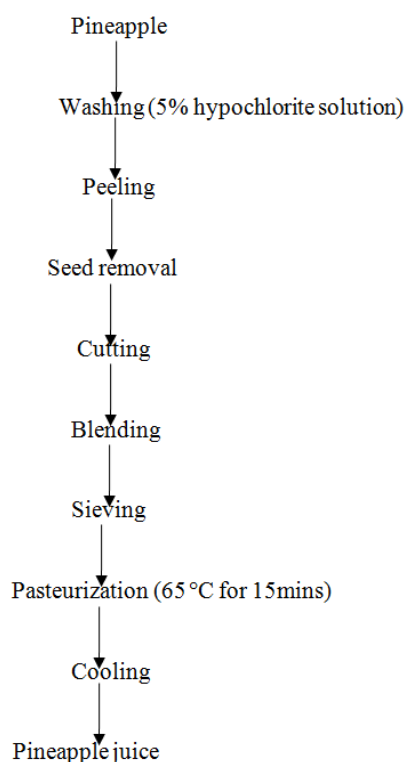 Pineapple
Washing (5% hypochlorite solution)
Peeling
Seed removal
Cutting
Blending
Sieving
Pasteurization (65 °C for 15mins)
Cooling
Pineapple juice